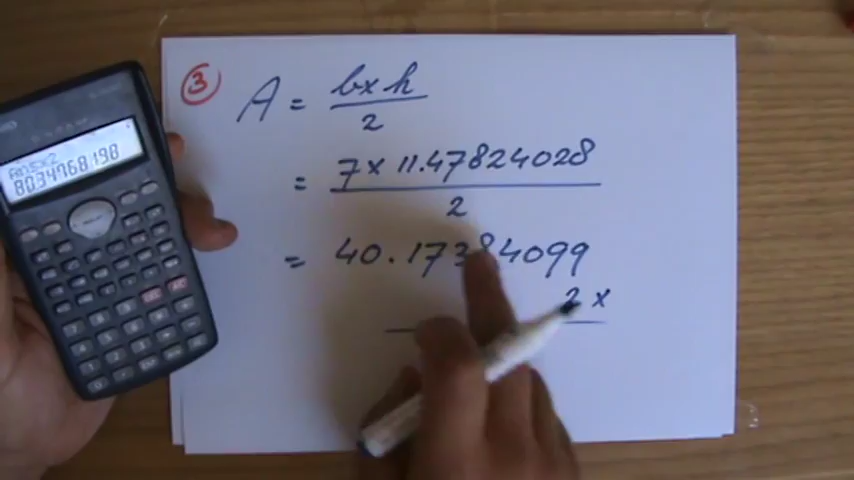 3 A = b x h
2
= 7 x 11.47824028
2
= 40.17384099
2 x
Ans×2
80.34768198